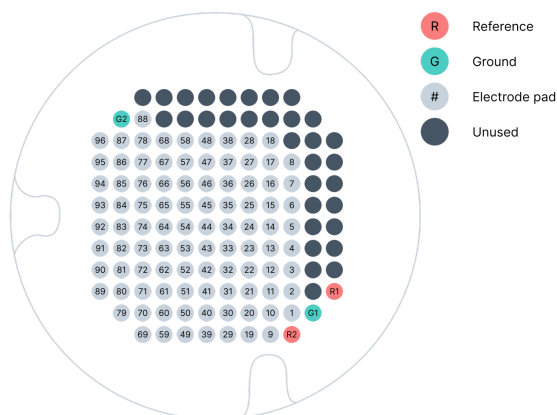 R Reference
G Ground
# Electrode pad
Unused
G2 88
96 87 78 68 58 48 38 28 18
95 86 77 67 57 47 37 27 17 8
94 85 76 66 56 46 36 26 16 7
93 84 75 65 55 45 35 25 15 6
92 83 74 64 54 44 34 24 14 5
91 82 73 63 53 43 33 23 13 4
90 81 72 62 52 42 32 22 12 3
89 80 71 61 51 41 31 21 11 2 R1
79 70 60 50 40 30 20 10 1 G1
69 59 49 39 29 19 9 R2